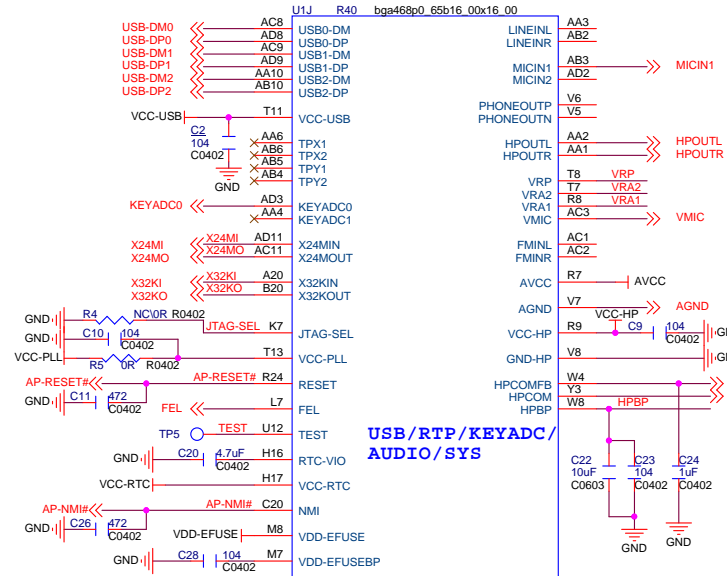 U1J R40 bga468p0_65b16_00x16_00
USB-DM0 AC8 USB0-DM
USB-DP0 AD8 USB0-DP
USB-DM1 AC9 USB1-DM
USB-DP1 AD9 USB1-DP
USB-DM2 AA10 USB2-DM
USB-DP2 AB10 USB2-DP
VCC-USB T11 VCC-USB
C2
104
C0402
GND
AA6 TPX1
AB6 TPX2
AB5 TPY1
AB4 TPY2
KEYADC0 AD3 KEYADC0
AA4 KEYADC1
X24MI X24MI AD11 X24MIN
X24MO X24MO AC11 X24MOUT
X32KI X32KI A20 X32KIN
X32KO X32KO B20 X32KOUT
GND R4 NC\0R R0402
JTAG-SEL K7 JTAG-SEL
GND C10 104
C0402
VCC-PLL R5 0R R0402
T13 VCC-PLL
AP-RESET# AP-RESET# R24 RESET
GND C11 472
C0402
FEL L7 FEL
TP5 TEST U12 TEST
GND C20 4.7uF
C0402
H16 RTC-VIO
VCC-RTC H17 VCC-RTC
AP-NMI# AP-NMI# C20 NMI
GND C26 472
C0402
VDD-EFUSE M8 VDD-EFUSE
GND C28 104
C0402
M7 VDD-EFUSEBP
USB/RTP/KEYADC/
AUDIO/SYS
LINEINL AA3
LINEINR AB2
MICIN1 AB3 MICIN1
MICIN2 AD2
PHONEOUTP V6
PHONEOUTN V5
HPOUTL AA2 HPOUTL
HPOUTR AA1 HPOUTR
VRP T8 VRP
VRA2 T7 VRA2
VRA1 R8 VRA1
VMIC AC3 VMIC
FMINL AC1
FMINR AC2
AVCC R7 AVCC
AGND V7 AGND
VCC-HP
VCC-HP R9 C9 104
C0402
GND-HP V8
HPCOMFB W4
HPCOM Y3
HPBP W8 HPBP
C22
10uF
C0603
C23
104
C0402
C24
1uF
C0402
GND
GND